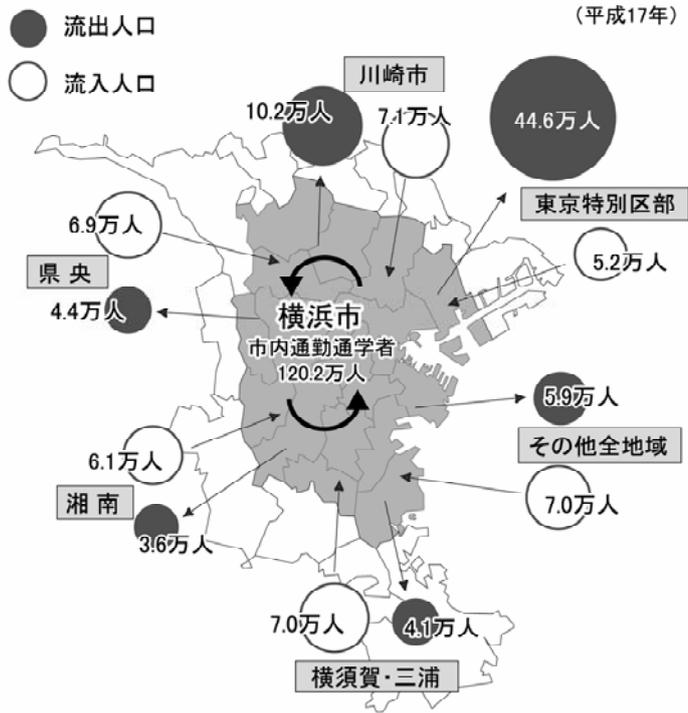 (平成17年)
流出人口
流入人口
川崎市
10.2万人
7.1万人
44.6万人
東京特別区部
5.2万人
6.9万人
県央
4.4万人
横浜市
市内通勤通学者
120.2万人
5.9万人
その他全地域
7.0万人
6.1万人
湘南
3.6万人
7.0万人
4.1万人
横須賀・三浦